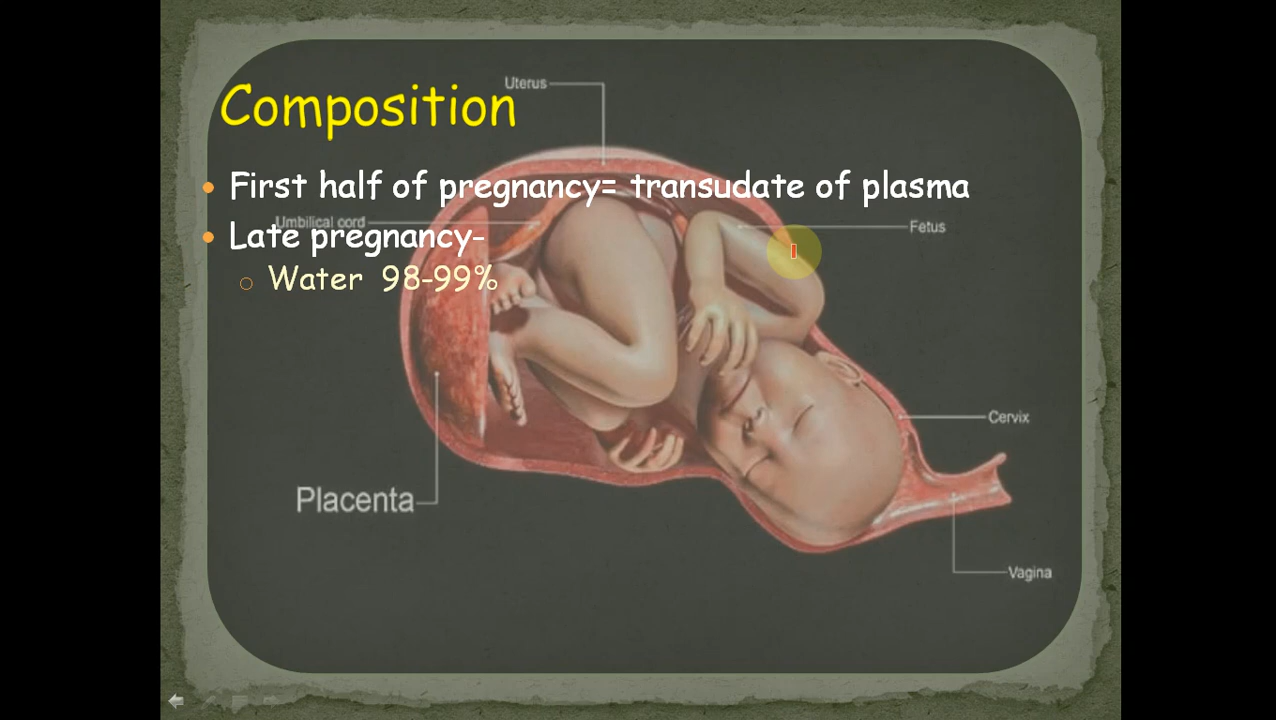 Uterus
Composition
First half of pregnancy= transudate of plasma
Umbilical cord
Fetus
Late pregnancy-
Water 98-99%
Cervix
Placenta
Vagina